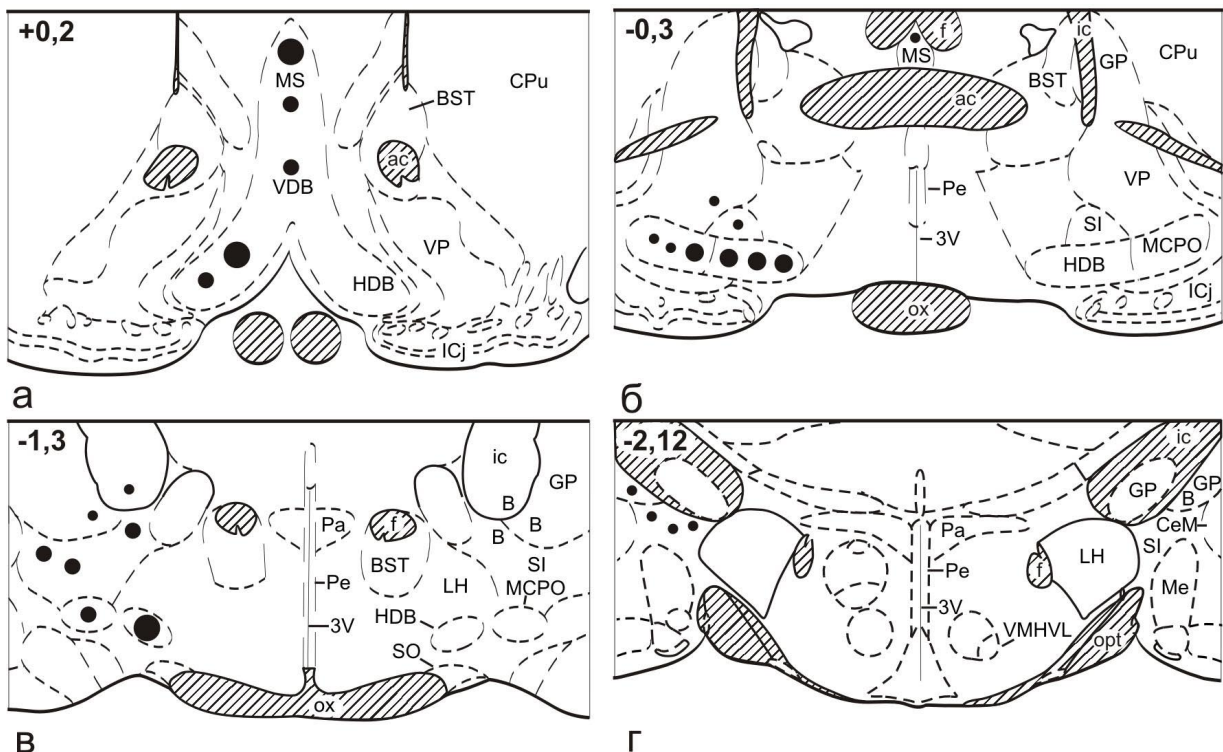 +0,2
MS
BST
CPu
ac
VDB
VP
HDB
ICj
а
-0,3
f
ic
MS
BST
GP
CPu
ac
Pe
VP
SI
3V
MCPO
HDB
ICj
ox
б
-1,3
ic
GP
B
Pa
f
B
B
BST
SI
Pe
LH
MCPO
HDB
3V
SO
ox
в
-2,12
ic
GP
GP
B
Pa
CeM
LH
SI
Pe
f
Me
3V
VMHVL
opt
г